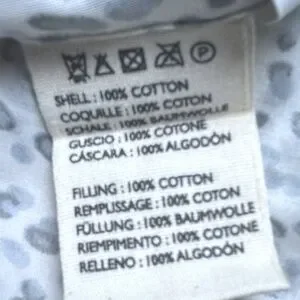 P
SHELL : 100% COTTON
COQUILLE : 100% COTON
SCHALE : 100% BAUMWOLLE
GUSCIO : 100% COTONE
CÁSCARA : 100% ALGODÓN
FILLING : 100% COTTON
REMPLISSAGE : 100% COTON
FÜLLUNG : 100% BAUMWOLLE
RIEMPIMENTO : 100% COTONE
RELLENO : 100% ALGODÓN